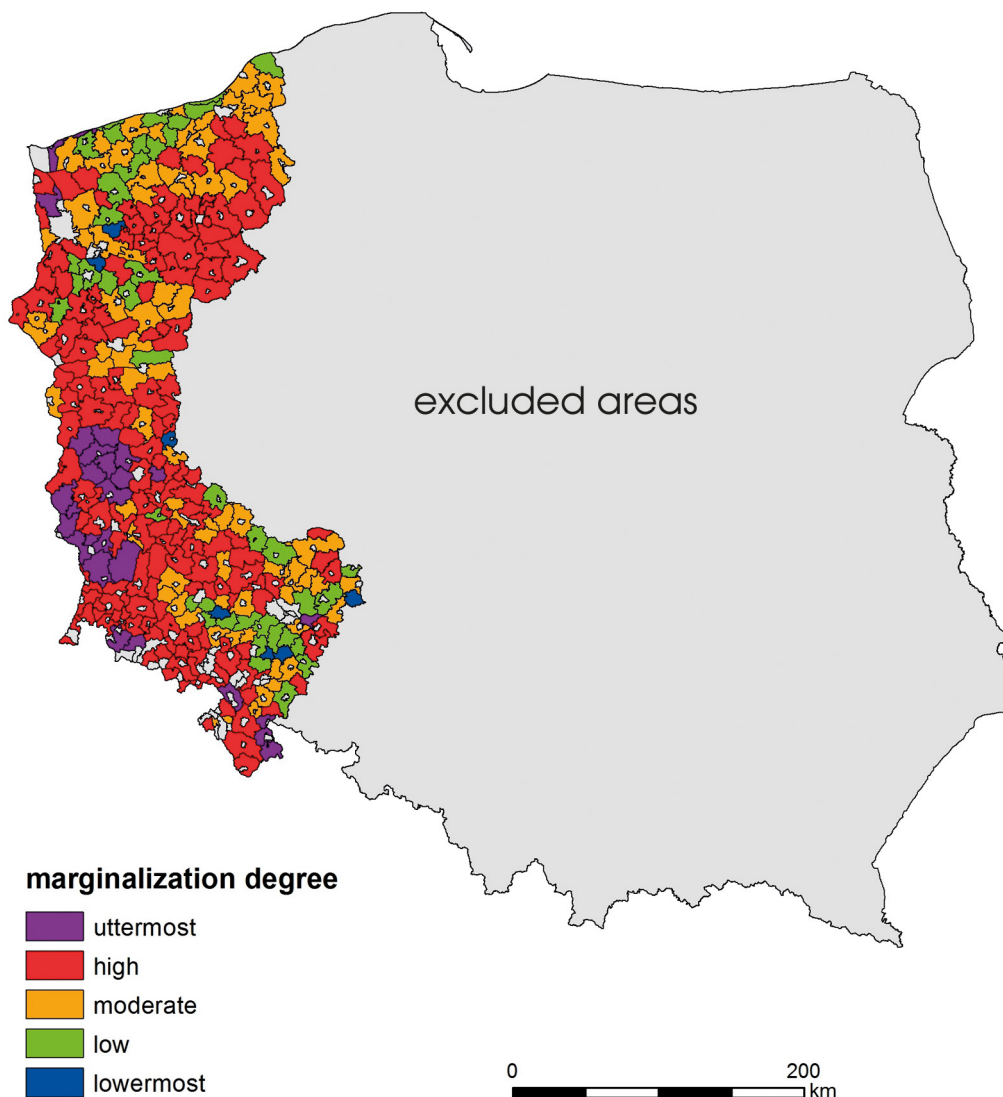 excluded areas
marginalization degree
uttermost
high
moderate
low
lowermost
0 200
km